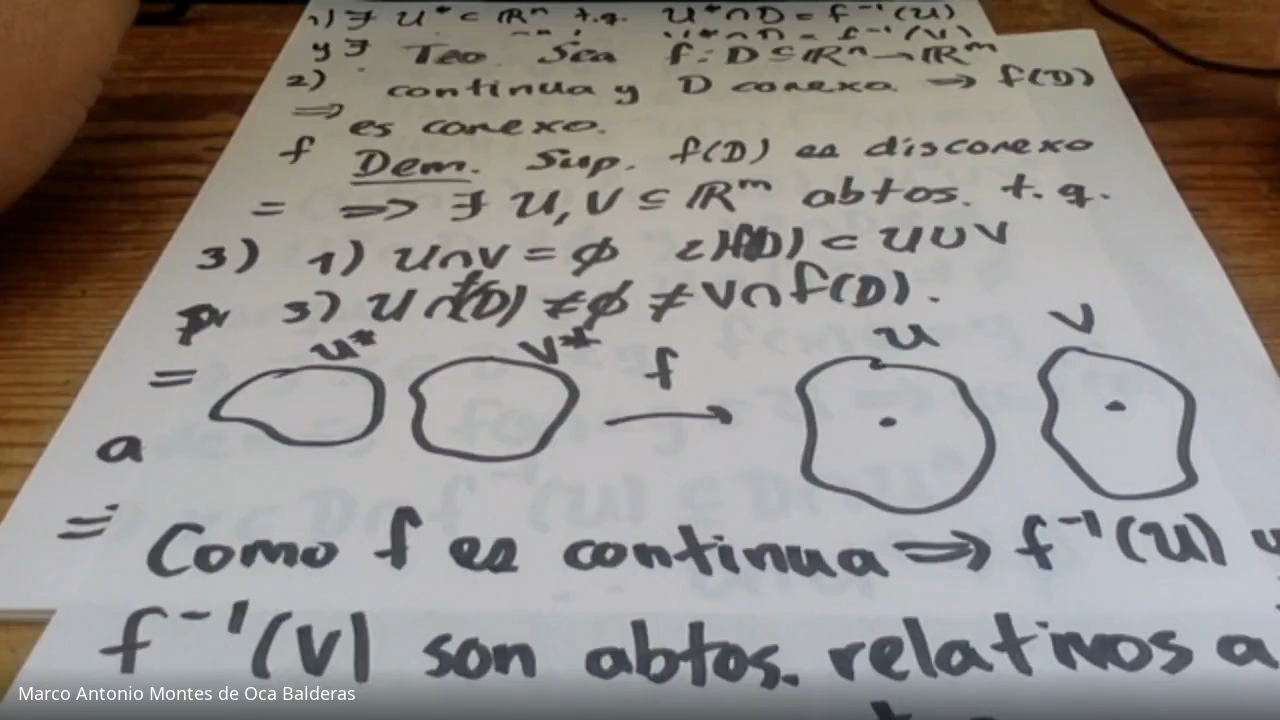 1) ∃ U* ⊂ ℝⁿ t.q. U*∩D = f⁻¹(U)
y ∃ V*∩D = f⁻¹(V)
Teo. Sea f: D ⊆ ℝⁿ → ℝᵐ
2) continua y D conexo ⇒ f(D)
⇒ es conexo.
f Dem. Sup. f(D) es disconexo
= ⇒ ∃ U, V ⊆ ℝᵐ abtos. t.q.
3) 1) U∩V = ∅ 2) f(D) ⊂ U∪V
3) U∩f(D) ≠ ∅ ≠ V∩f(D).
U* V* f U V
=
a
= Como f es continua ⇒ f⁻¹(U) y
f⁻¹(V) son abtos. relativos a
Marco Antonio Montes de Oca Balderas